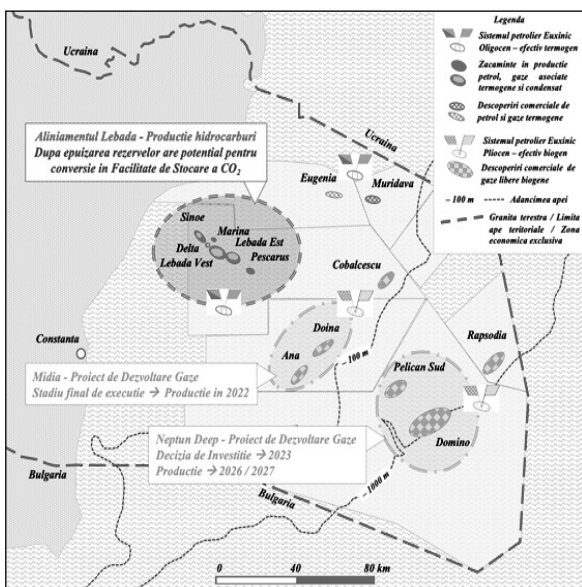 Ucraina
Legenda
Sistemul petrolier Euxinic
Oligocen – efectiv termogen
Zacaminte in productie
petrol, gaze asociate
termogene si condensat
Descoperiri comerciale de
petrol si gaze termogene
Sistemul petrolier Euxinic
Pliocen – efectiv biogen
Descoperiri comerciale de
gaze libere biogene
– 100 m
Adancimea apei
Granita terestra / Limita
ape teritoriale / Zona
economica exclusiva
Aliniamentul Lebada - Productie hidrocarburi
Dupa epuizarea rezervelor are potential pentru
conversie in Facilitate de Stocare a CO₂
Ucraina
Eugenia
Muridava
Sinoe
Marina
Delta
Lebada Est
Lebada Vest
Pescarus
Cobalcescu
Constanta
Doina
Ana
– 100 m
Rapsodia
Midia - Proiect de Dezvoltare Gaze
Stadiu final de executie → Productie in 2022
Pelican Sud
Domino
Neptun Deep - Proiect de Dezvoltare Gaze
Decizia de Investitie → 2023
Productie → 2026 / 2027
–1000 m
Bulgaria
Bulgaria
0 40 80 km